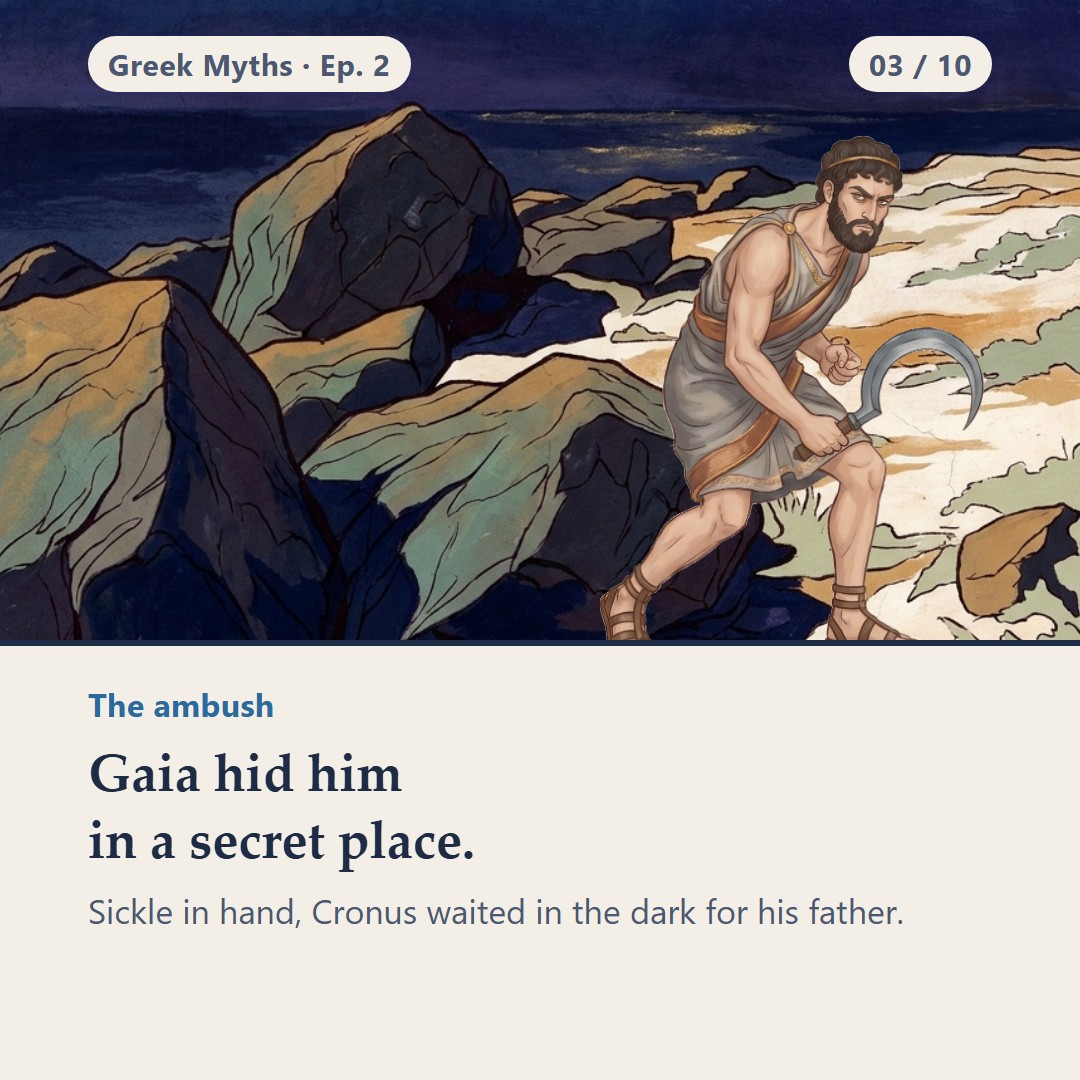 Greek Myths · Ep. 2
03 / 10
The ambush
Gaia hid him
in a secret place.
Sickle in hand, Cronus waited in the dark for his father.